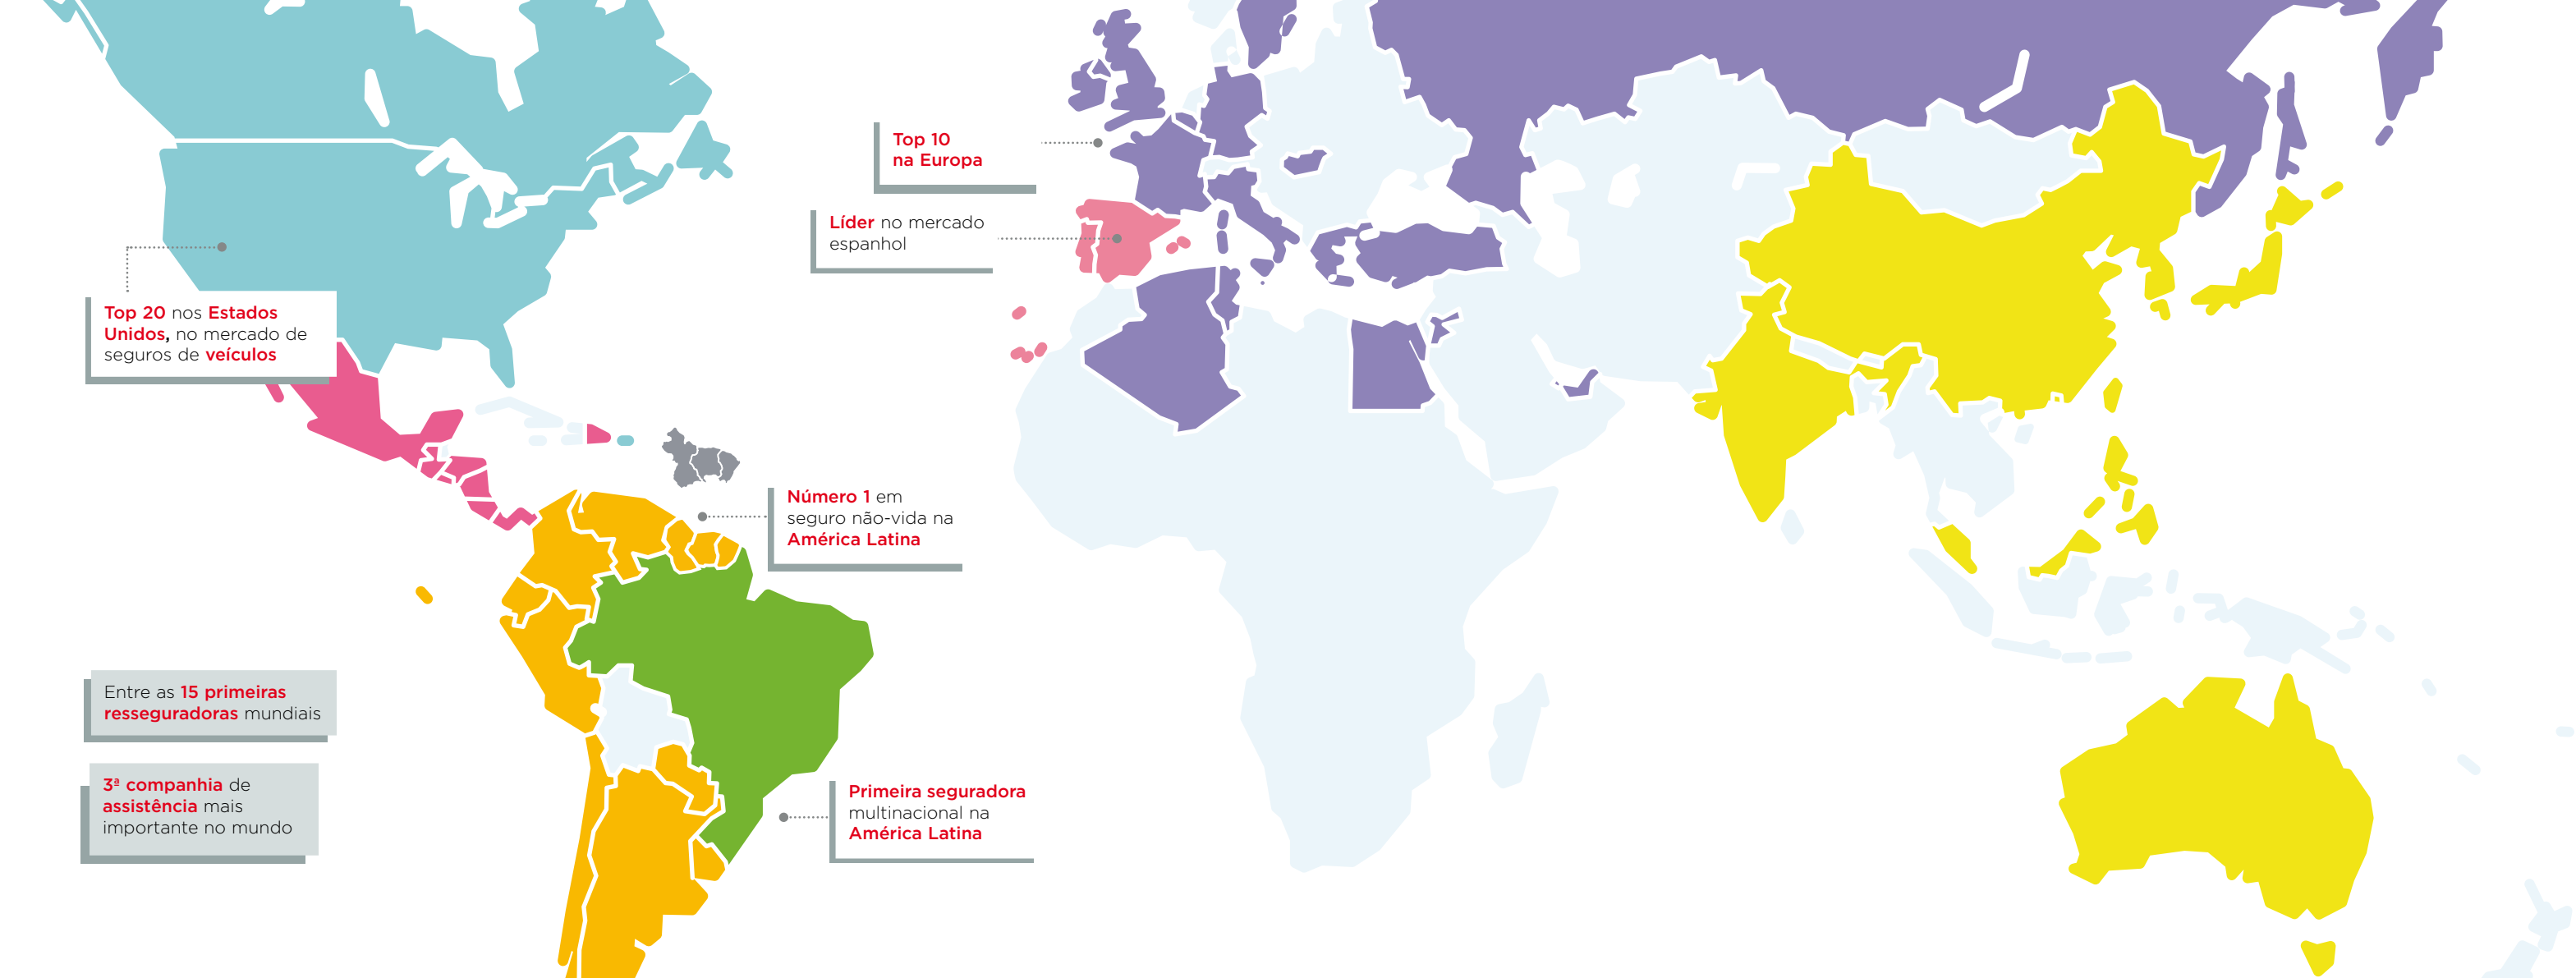 Top 10
na Europa
Líder no mercado
espanhol
Top 20 nos Estados
Unidos, no mercado de
seguros de veículos
Número 1 em
seguro não-vida na
América Latina
Entre as 15 primeiras
resseguradoras mundiais
3ª companhia de
assistência mais
importante no mundo
Primeira seguradora
multinacional na
América Latina